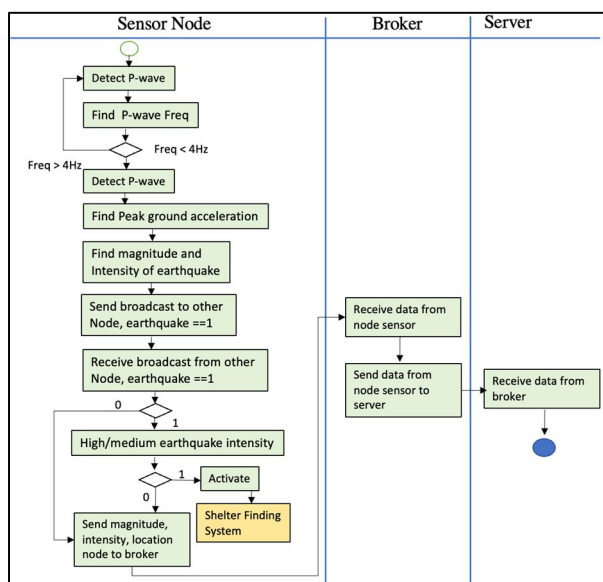 Sensor Node
Broker
Server
Detect P-wave
Find P-wave Freq
Freq < 4Hz
Freq > 4Hz
Detect P-wave
Find Peak ground acceleration
Find magnitude and
Intensity of earthquake
Send broadcast to other
Node, earthquake ==1
Receive broadcast from other
Node, earthquake ==1
0
1
High/medium earthquake intensity
1
0
Activate
Shelter Finding
System
Send magnitude,
intensity, location
node to broker
Receive data from
node sensor
Send data from
node sensor to
server
Receive data from
broker